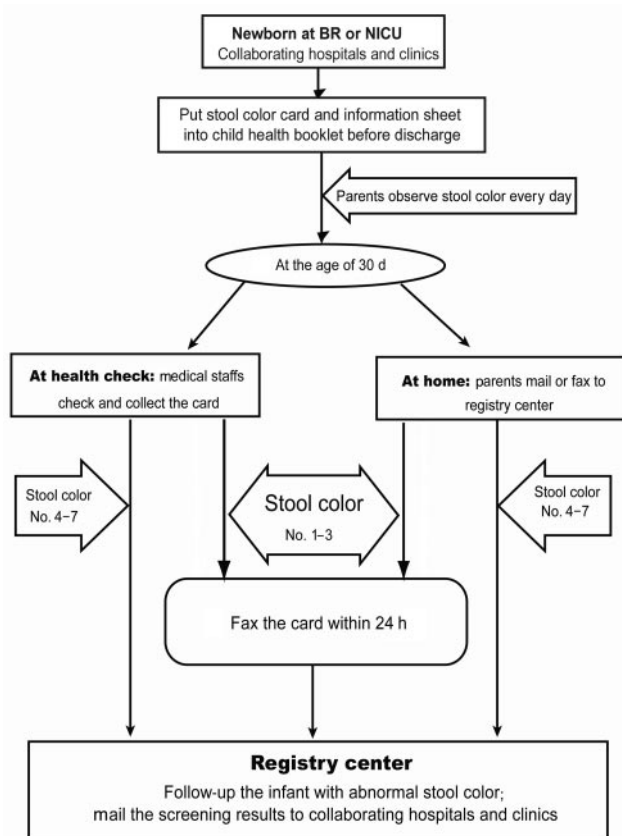 Newborn at BR or NICU
Collaborating hospitals and clinics
Put stool color card and information sheet
into child health booklet before discharge
Parents observe stool color every day
At the age of 30 d
At health check: medical staffs
check and collect the card
At home: parents mail or fax to
registry center
Stool color
No. 4–7
Stool color
No. 1–3
Stool color
No. 4–7
Fax the card within 24 h
Registry center
Follow-up the infant with abnormal stool color;
mail the screening results to collaborating hospitals and clinics